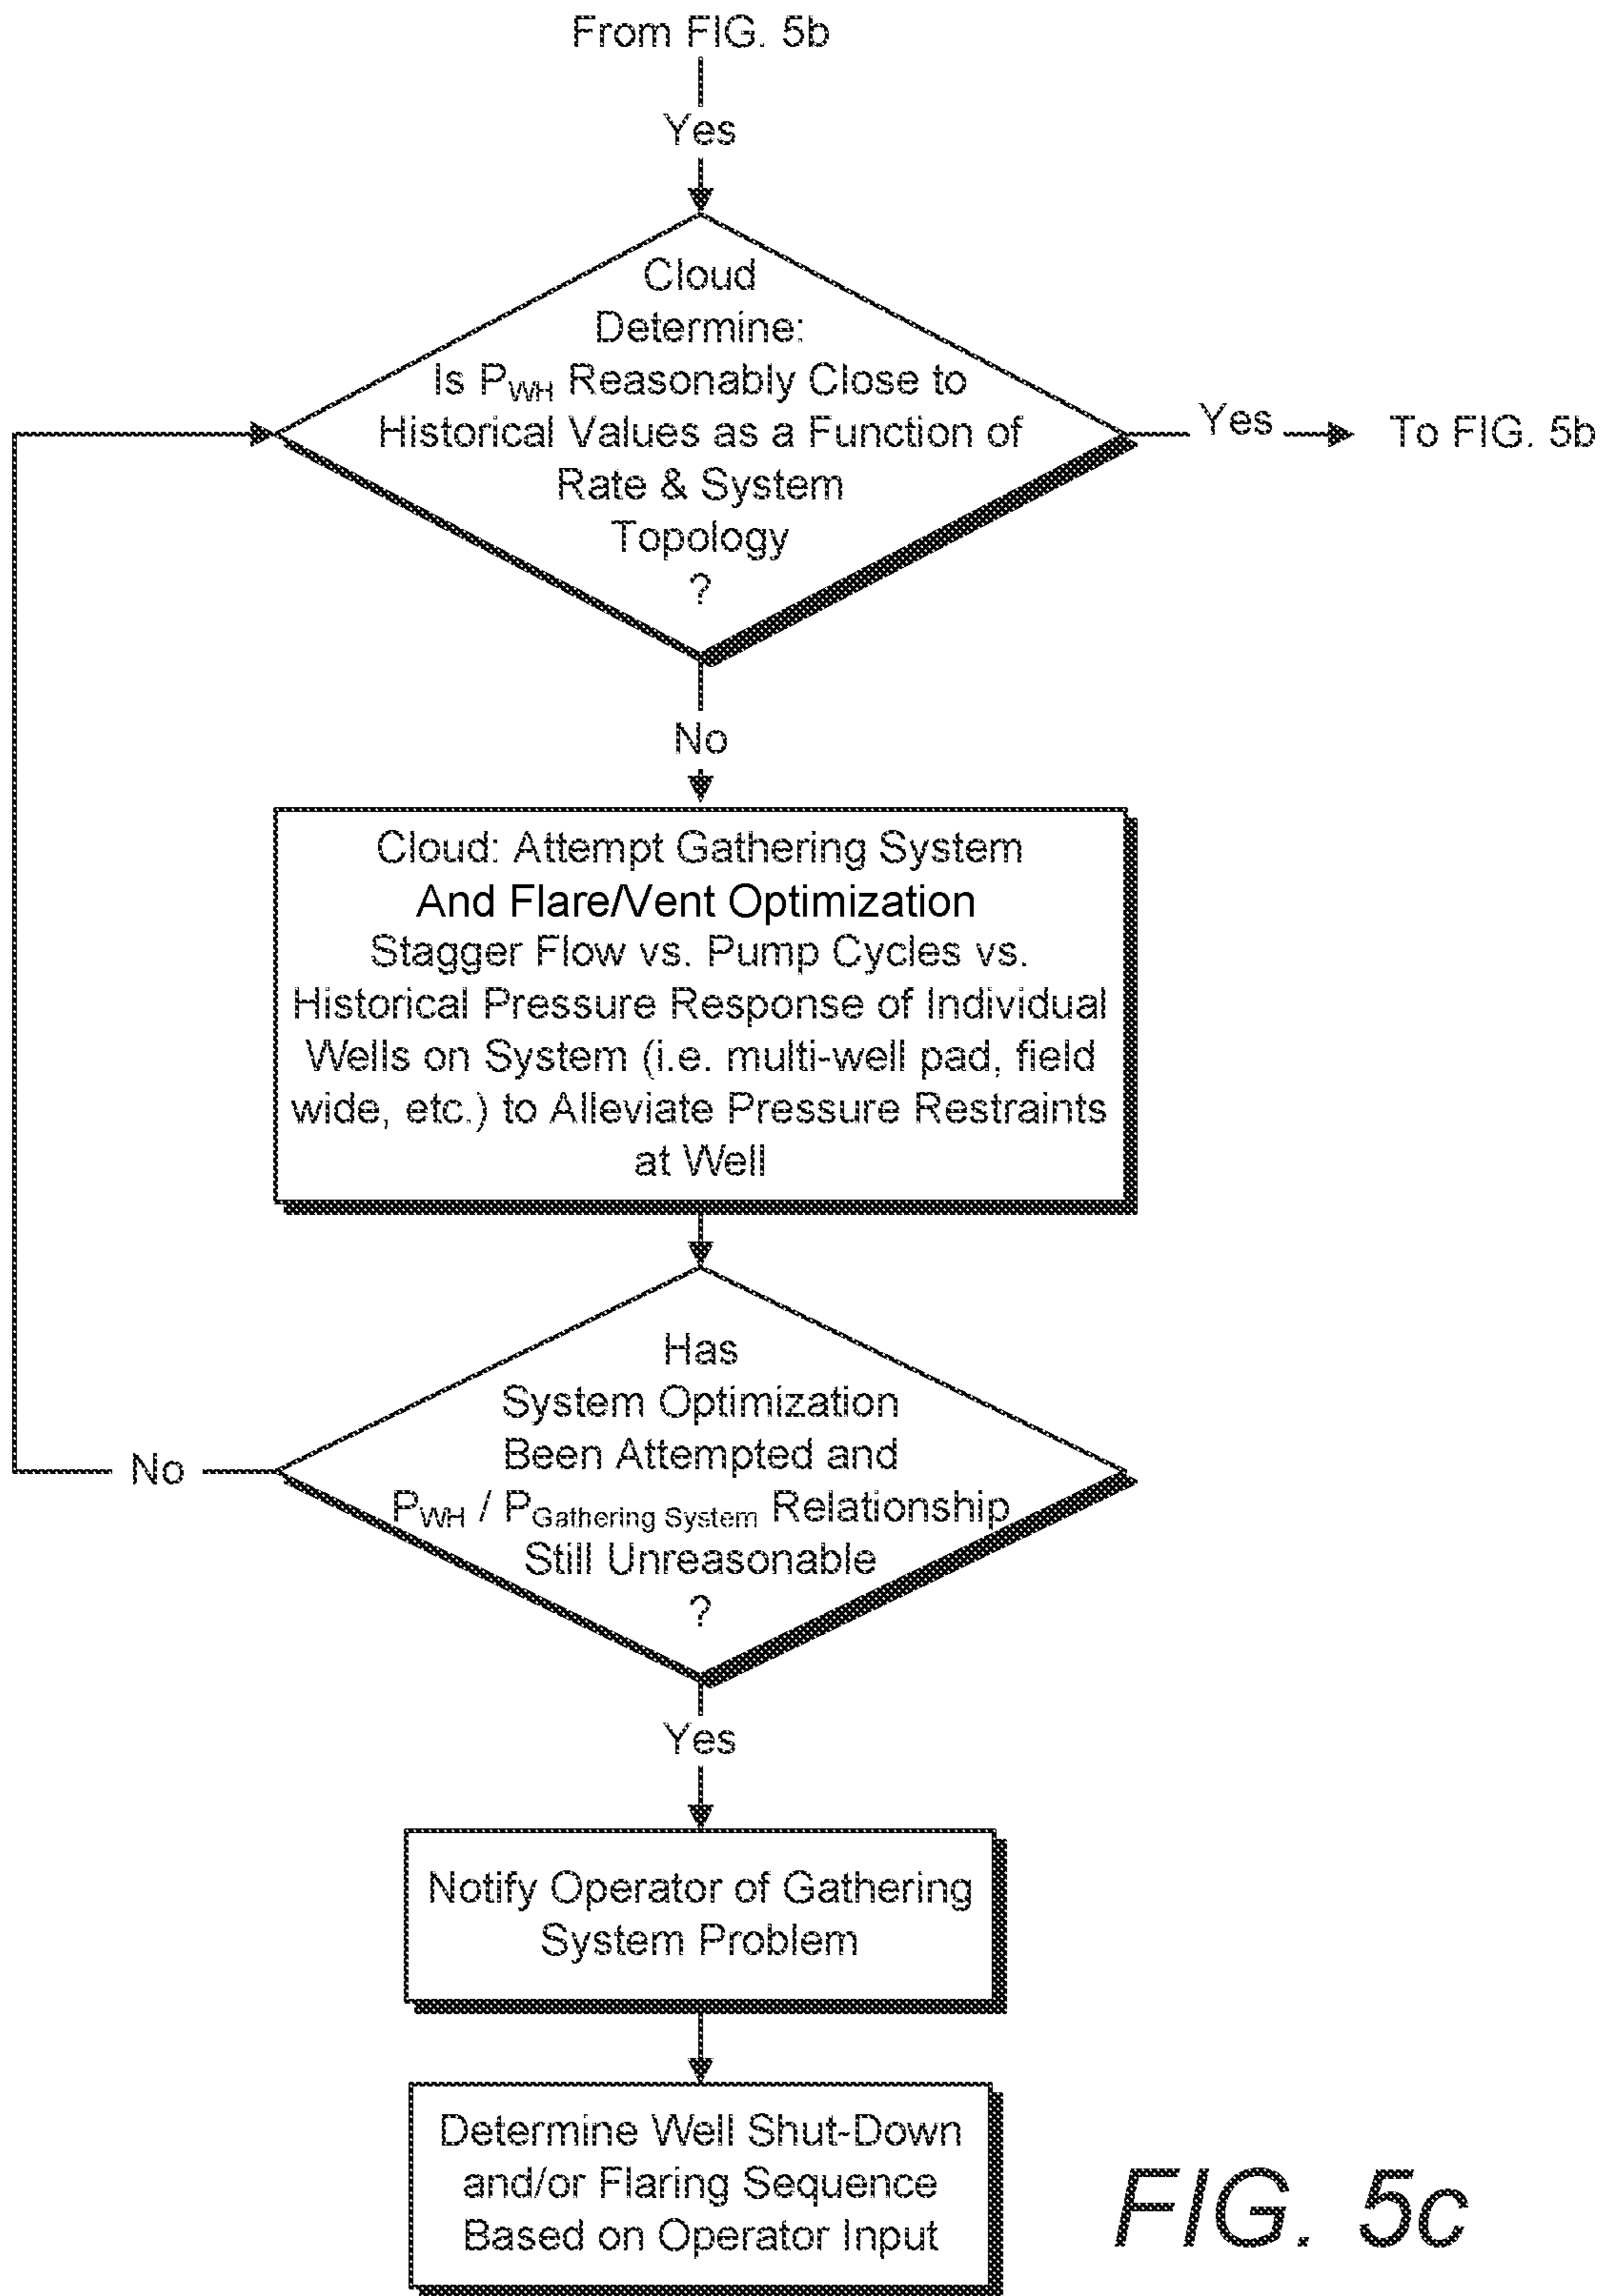 From FIG. 5b
Yes
Cloud
Determine:
Is P_WH Reasonably Close to
Historical Values as a Function of
Rate & System
Topology
?
Yes
To FIG. 5b
No
Cloud: Attempt Gathering System
And Flare/Vent Optimization
Stagger Flow vs. Pump Cycles vs.
Historical Pressure Response of Individual
Wells on System (i.e. multi-well pad, field
wide, etc.) to Alleviate Pressure Restraints
at Well
Has
System Optimization
Been Attempted and
P_WH / P_Gathering System Relationship
Still Unreasonable
?
No
Yes
Notify Operator of Gathering
System Problem
Determine Well Shut-Down
and/or Flaring Sequence
Based on Operator Input
FIG. 5c